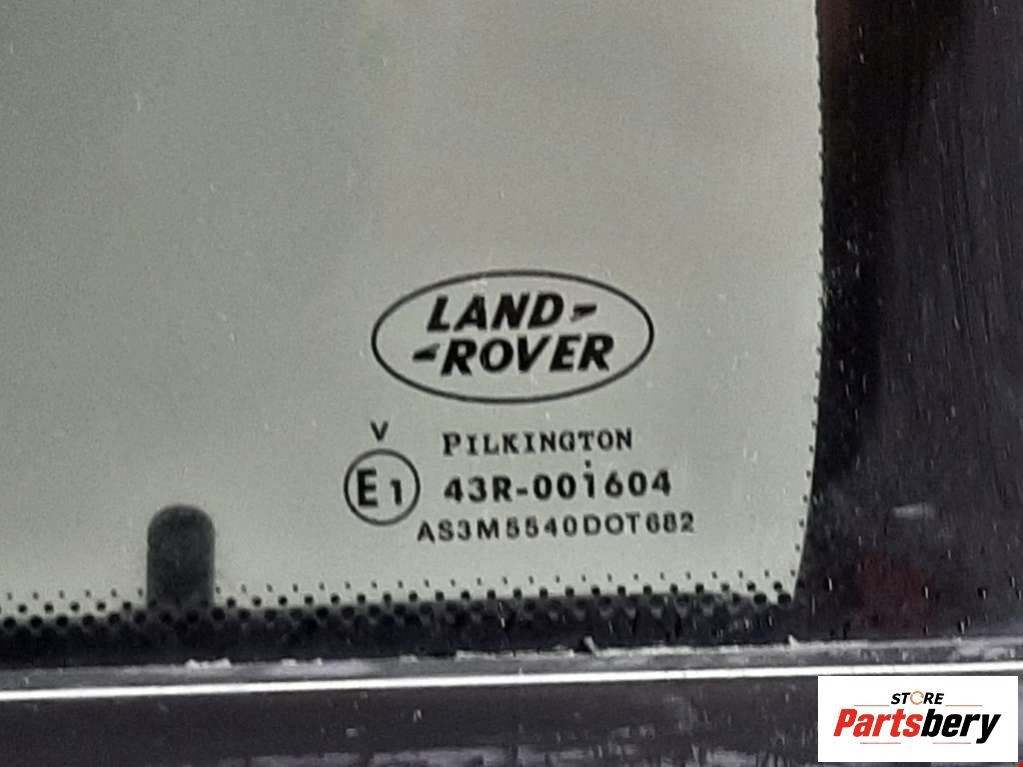 LAND-
-ROVER
V
PILKINGTON
E1 43R-001604
AS3M5540DOT682
STORE
Partsbery